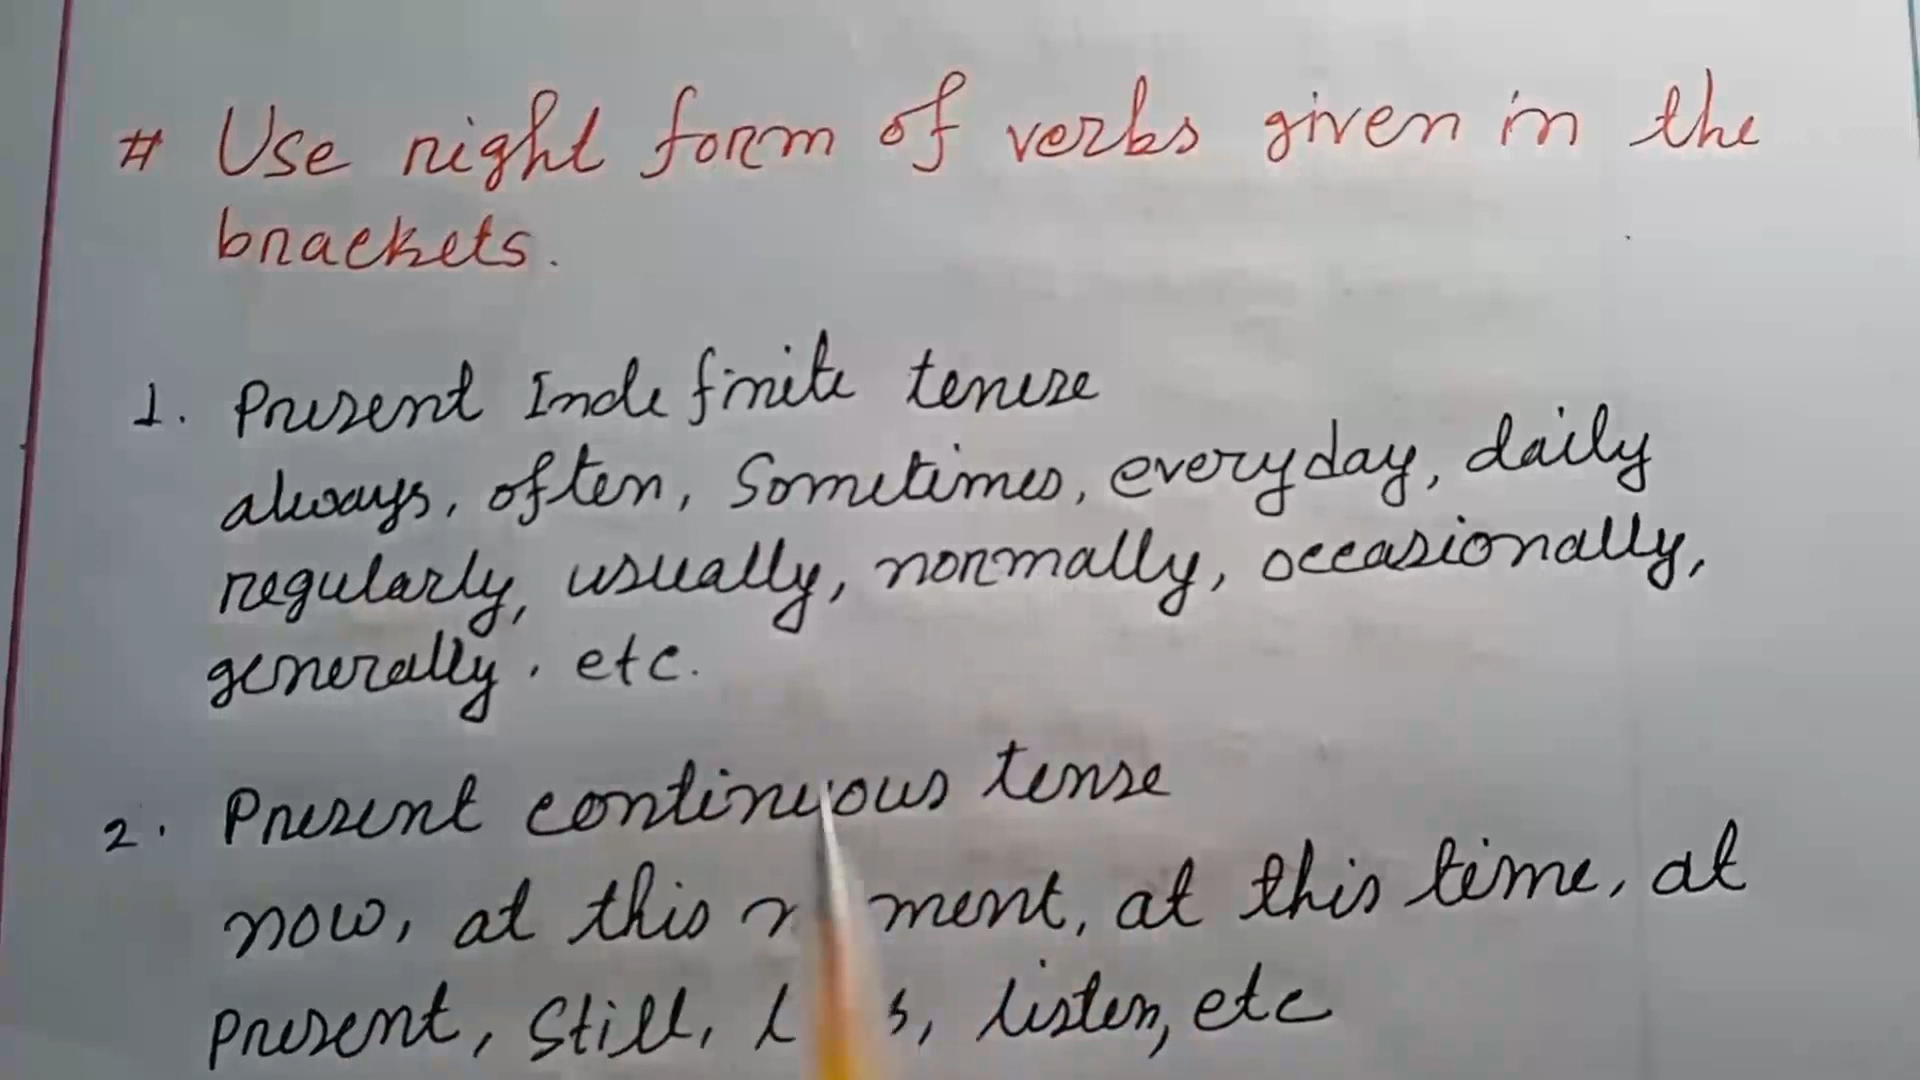 # Use right form of verbs given in the
brackets.
1. Present Indefinite tense
always, often, Sometimes, everyday, daily
regularly, usually, normally, occasionally,
generally. etc.
2. Present continuous tense
now, at this ment, at this time, at
present, still, listen, etc